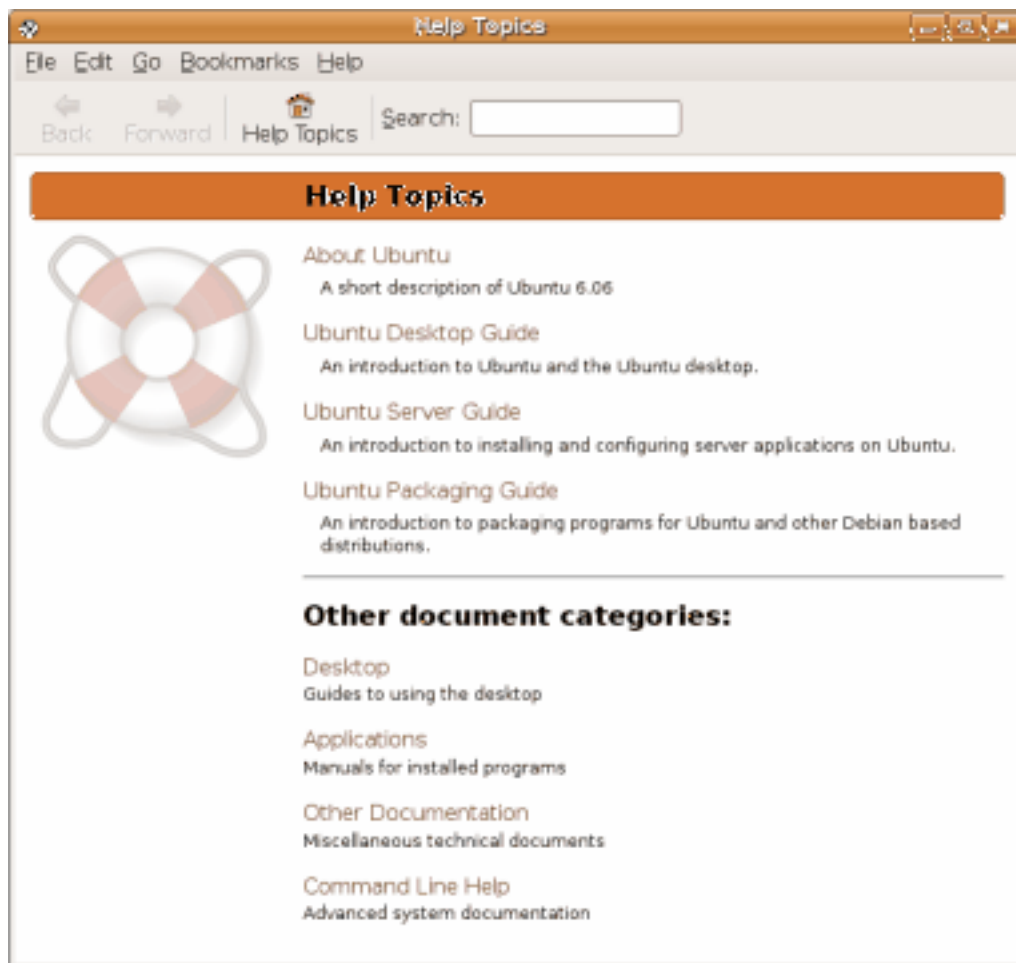 Help Topics
File Edit Go Bookmarks Help
Back Forward Help Topics Search:
Help Topics
About Ubuntu
A short description of Ubuntu 6.06
Ubuntu Desktop Guide
An introduction to Ubuntu and the Ubuntu desktop.
Ubuntu Server Guide
An introduction to installing and configuring server applications on Ubuntu.
Ubuntu Packaging Guide
An introduction to packaging programs for Ubuntu and other Debian based
distributions.
Other document categories:
Desktop
Guides to using the desktop
Applications
Manuals for installed programs
Other Documentation
Miscellaneous technical documents
Command Line Help
Advanced system documentation